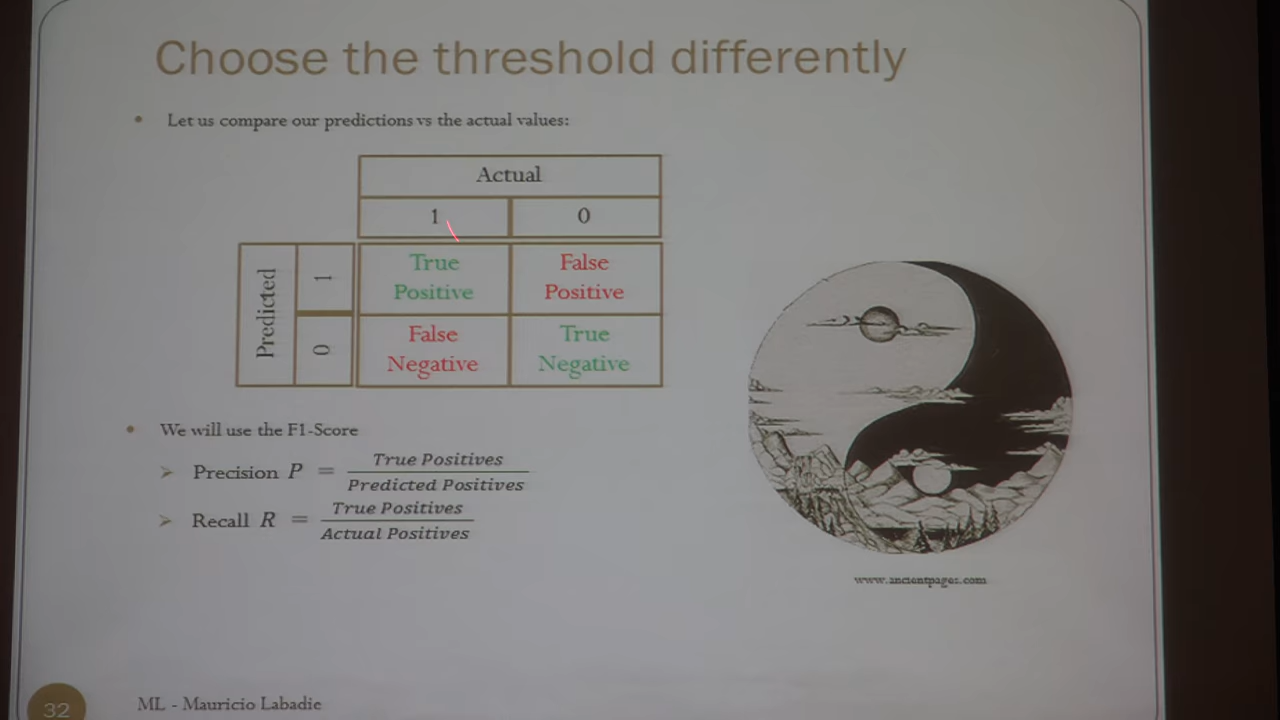 Choose the threshold differently
• Let us compare our predictions vs the actual values:
Actual
1 0
Predicted
1
True Positive
False Positive
0
False Negative
True Negative
• We will use the F1-Score
➢ Precision P = True Positives / Predicted Positives
➢ Recall R = True Positives / Actual Positives
www.ancientpages.com
32
ML - Mauricio Labadie